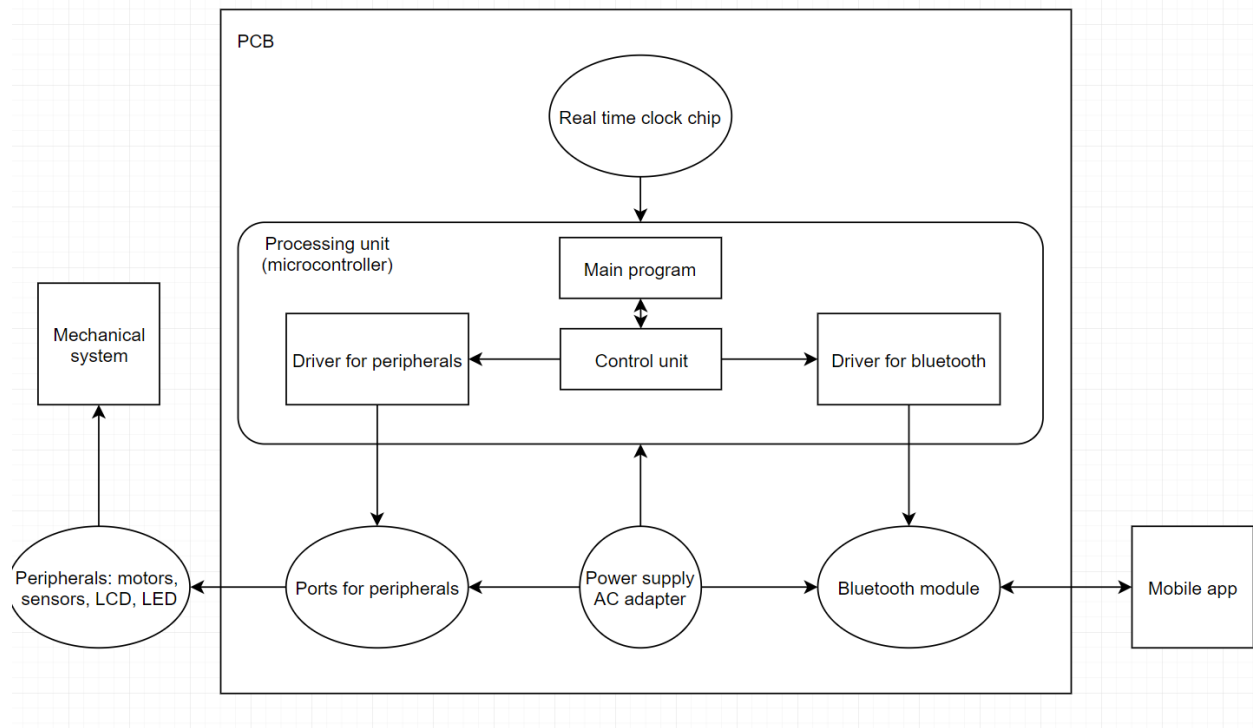 PCB
Real time clock chip
Processing unit
(microcontroller)
Main program
Mechanical
system
Driver for peripherals
Control unit
Driver for bluetooth
Peripherals: motors,
sensors, LCD, LED
Ports for peripherals
Power supply
AC adapter
Bluetooth module
Mobile app